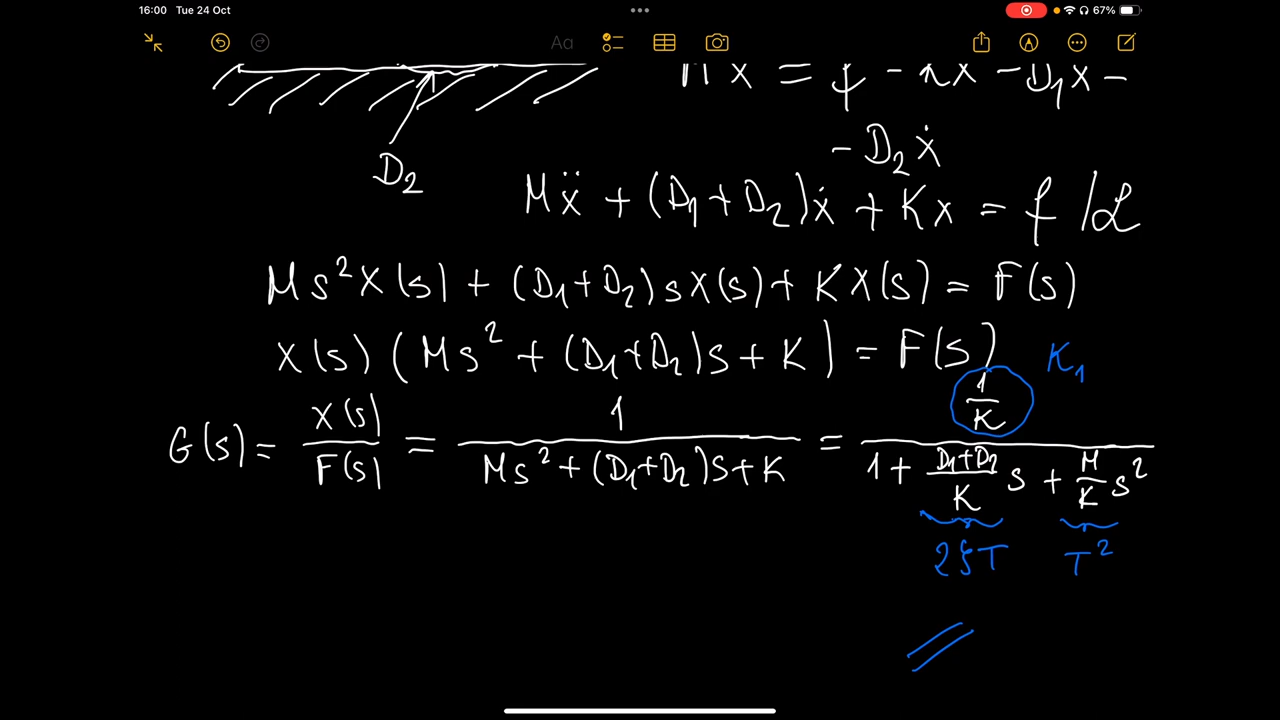 16:00 Tue 24 Oct 67%
Aa
Mẍ = f - Kx - D₁ẋ -
- D₂ẋ
D₂
Mẍ + (D₁+D₂)ẋ + Kx = f /ℒ
Ms²X(s) + (D₁+D₂)sX(s) + KX(s) = F(s)
X(s) (Ms² + (D₁+D₂)s + K) = F(s) K₁
G(s) = X(s)/F(s) = 1/(Ms² + (D₁+D₂)s + K) = (1/K)/(1 + (D₁+D₂)/K s + M/K s²)
2ξT T²